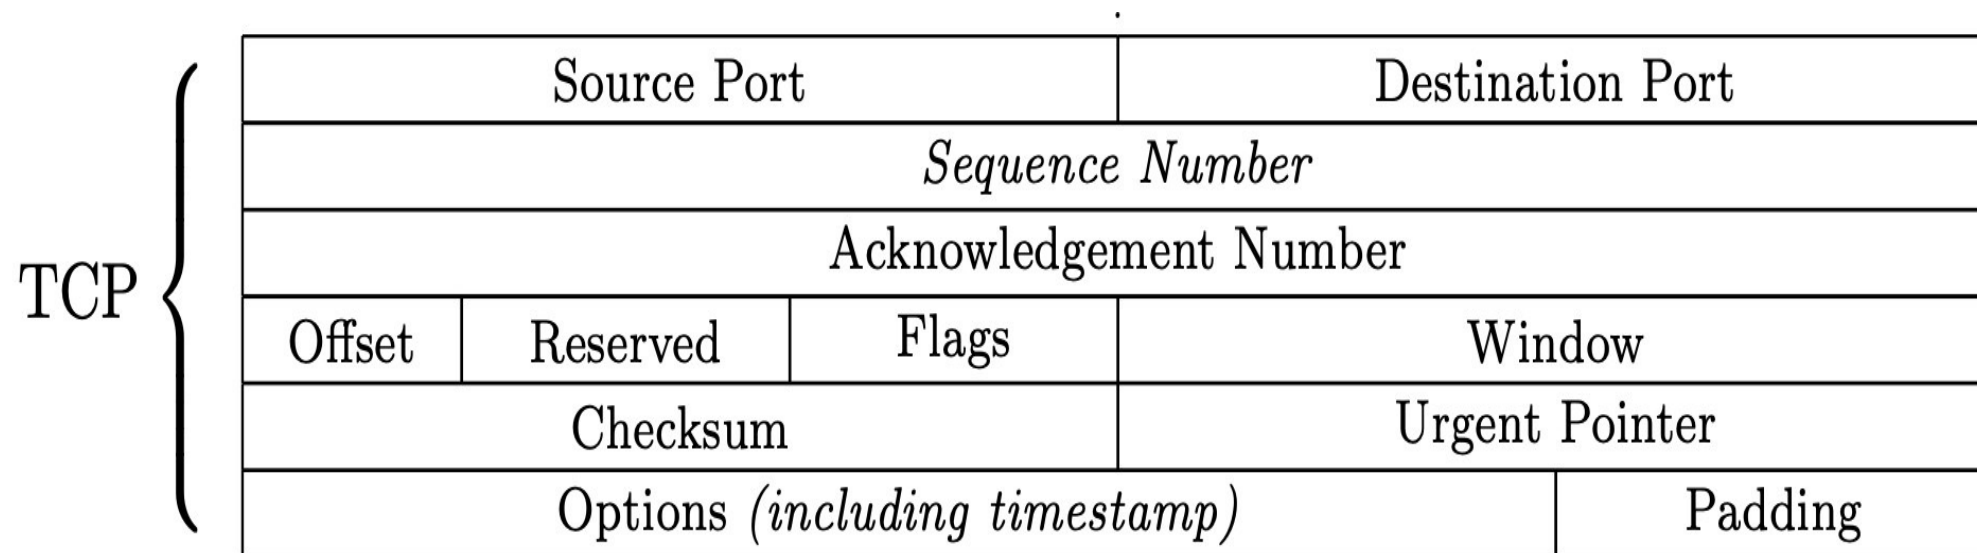 Source Port Destination Port
Sequence Number
Acknowledgement Number
TCP
Offset Reserved Flags Window
Checksum Urgent Pointer
Options (including timestamp) Padding